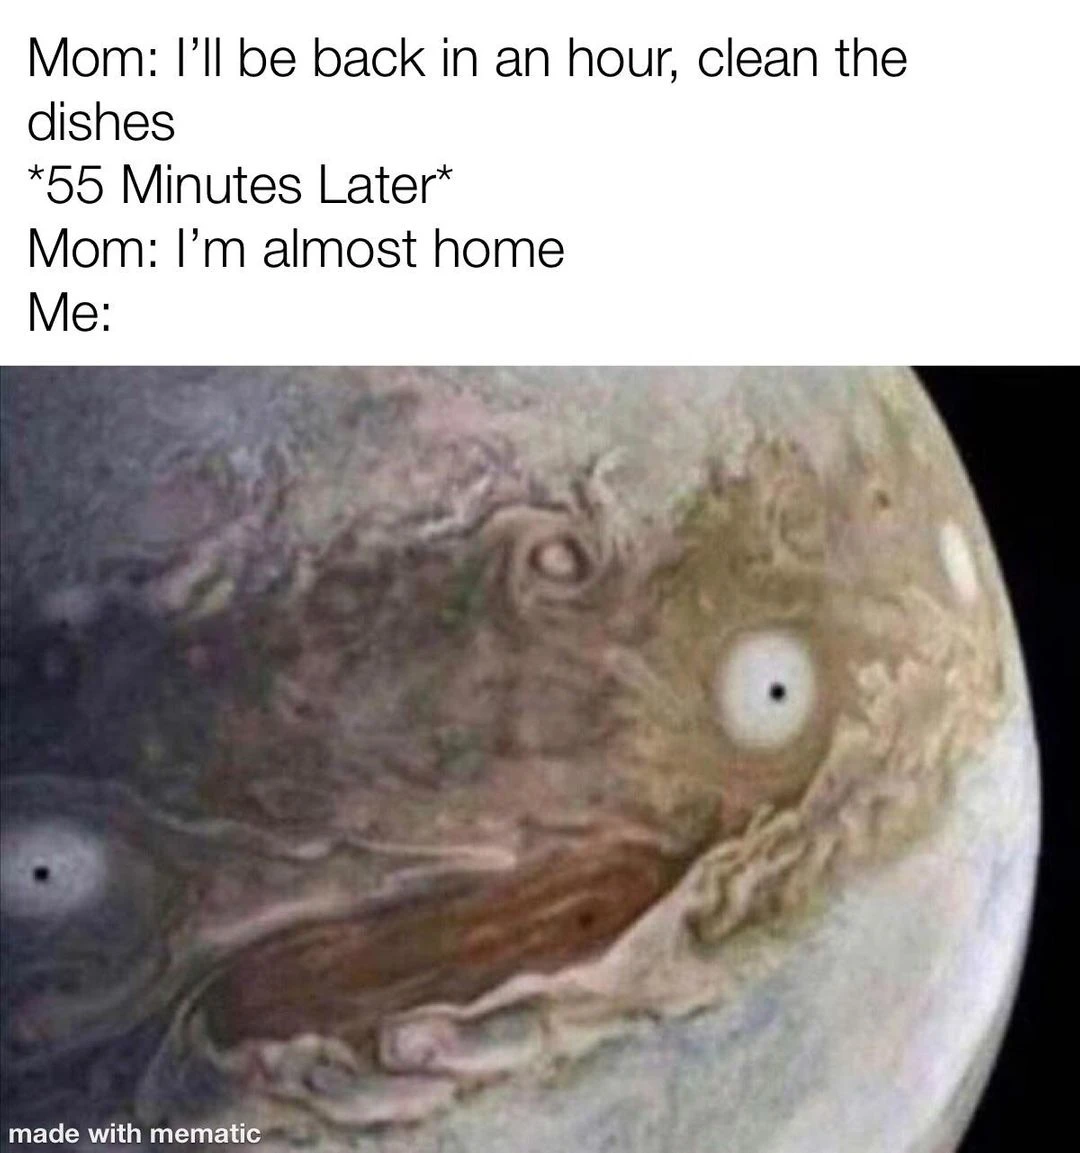 Mom: I’ll be back in an hour, clean the
dishes
*55 Minutes Later*
Mom: I’m almost home
Me:
made with mematic